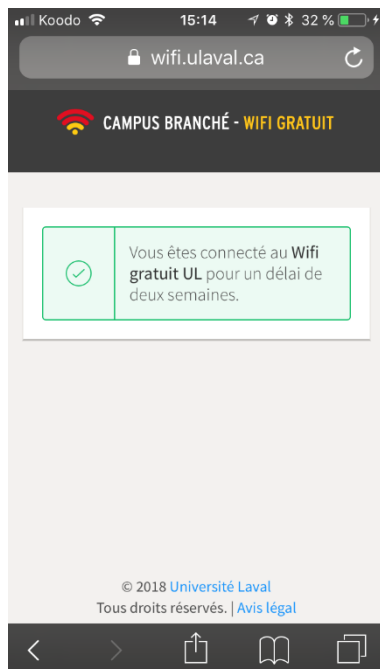 Koodo 15:14 32 %
wifi.ulaval.ca
CAMPUS BRANCHÉ - WIFI GRATUIT
Vous êtes connecté au Wifi
gratuit UL pour un délai de
deux semaines.
© 2018 Université Laval
Tous droits réservés. | Avis légal